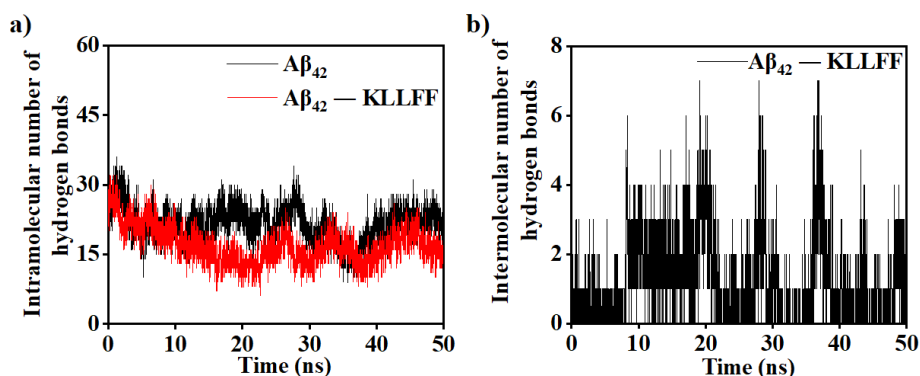 a)
Intramolecular number of
hydrogen bonds
60
45
30
15
0
Aβ₄₂
Aβ₄₂ — KLLFF
0 10 20 30 40 50
Time (ns)
b)
Intermolecular number of
hydrogen bonds
8
6
4
2
0
Aβ₄₂ — KLLFF
0 10 20 30 40 50
Time (ns)